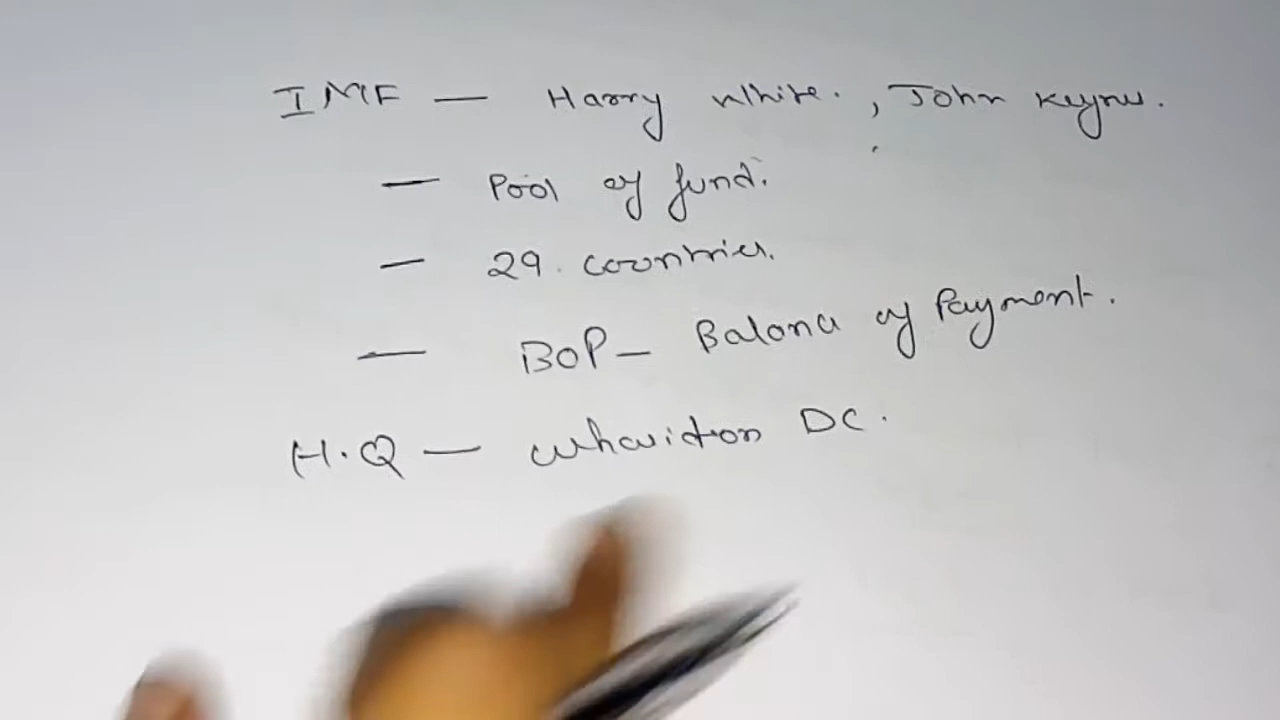 IMF — Harry White. , John Keynes.
— Pool of fund.
— 29 countries.
— BOP — Balance of Payment.
H.Q — Whasiton DC.